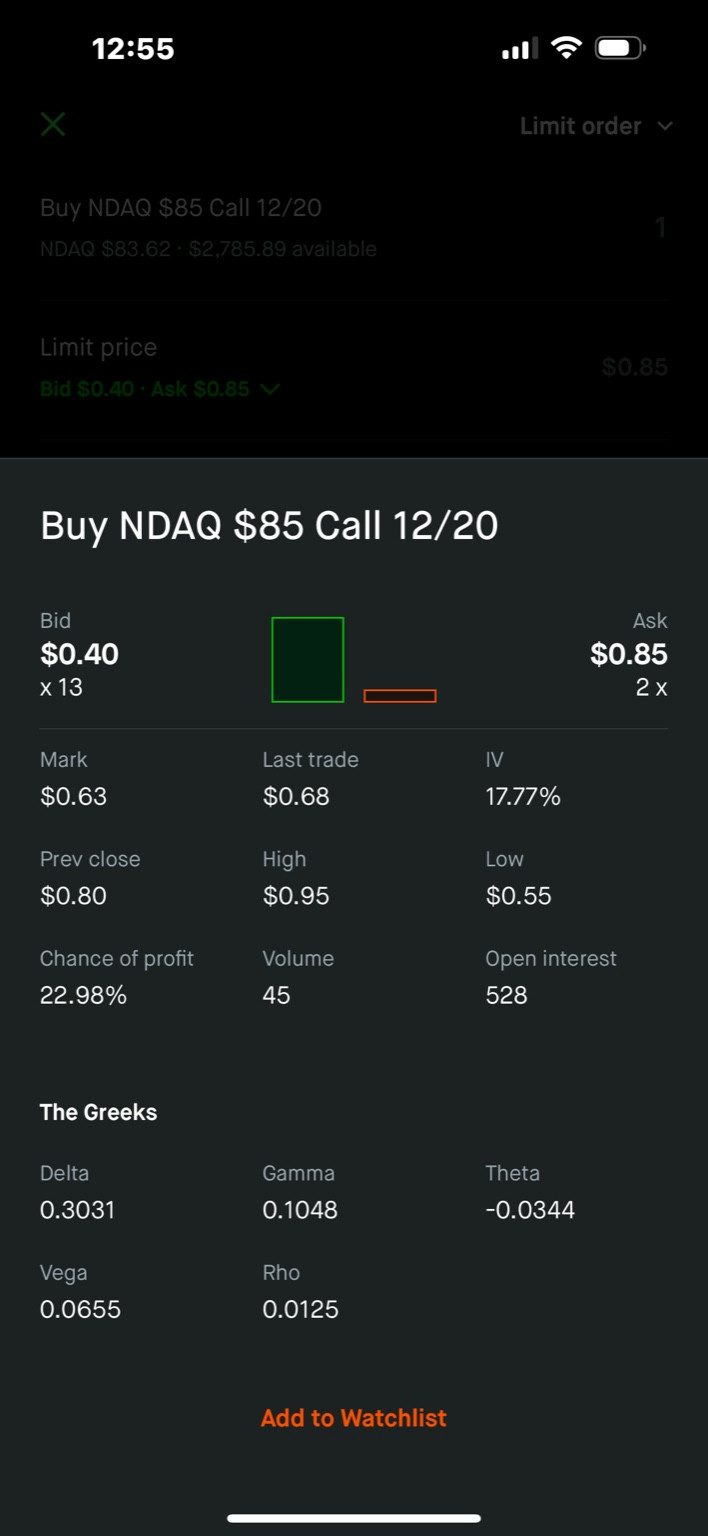 12:55
Limit order
Buy NDAQ $85 Call 12/20
1
NDAQ $83.62 · $2,785.89 available
Limit price
$0.85
Bid $0.40 · Ask $0.85
Buy NDAQ $85 Call 12/20
Bid Ask
$0.40 $0.85
x 13 2 x
Mark Last trade IV
$0.63 $0.68 17.77%
Prev close High Low
$0.80 $0.95 $0.55
Chance of profit Volume Open interest
22.98% 45 528
The Greeks
Delta Gamma Theta
0.3031 0.1048 -0.0344
Vega Rho
0.0655 0.0125
Add to Watchlist